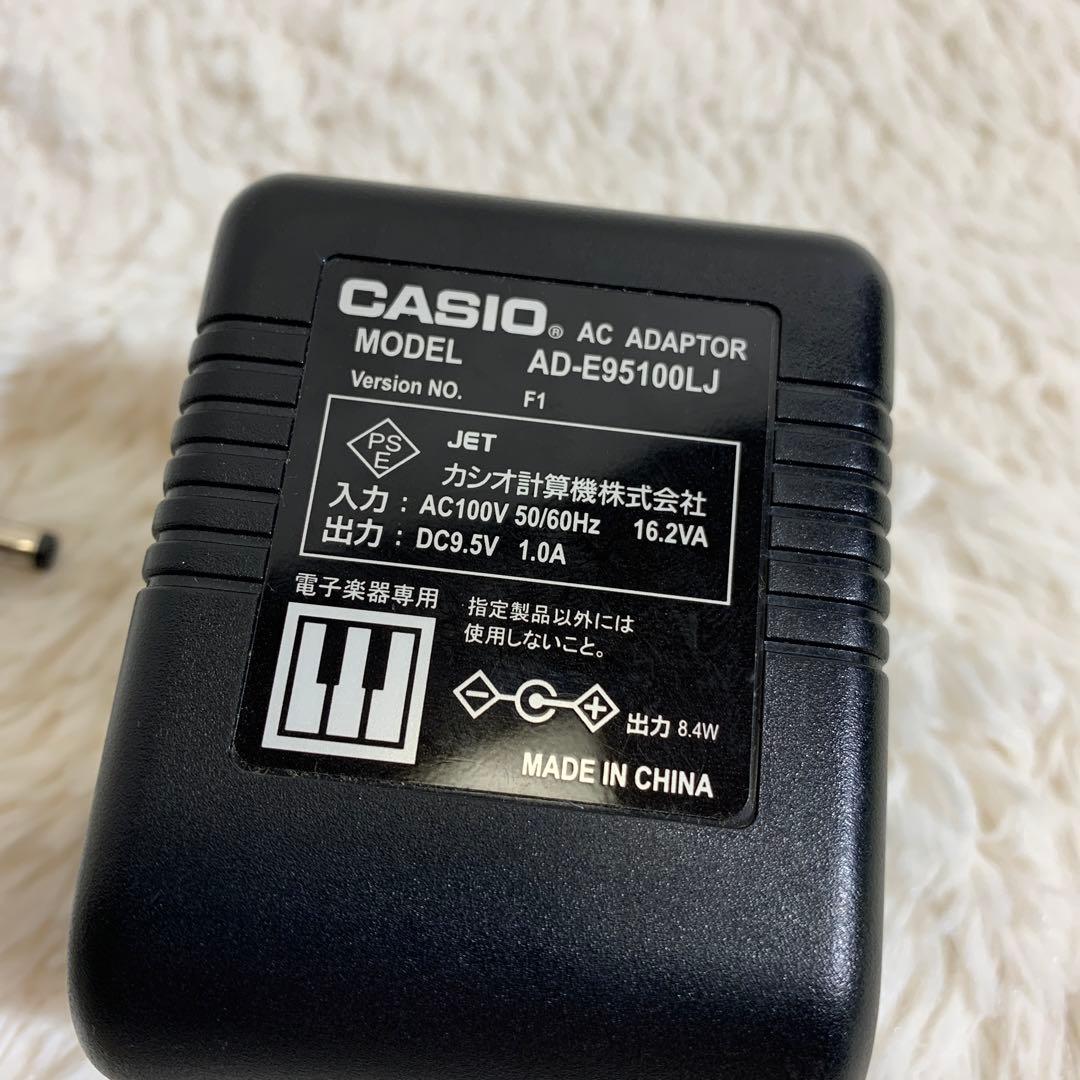 CASIO® AC ADAPTOR
MODEL AD-E95100LJ
Version NO. F1
PS
E
JET
カシオ計算機株式会社
入力：AC100V 50/60Hz 16.2VA
出力：DC9.5V 1.0A
電子楽器専用
指定製品以外には
使用しないこと。
出力 8.4W
MADE IN CHINA